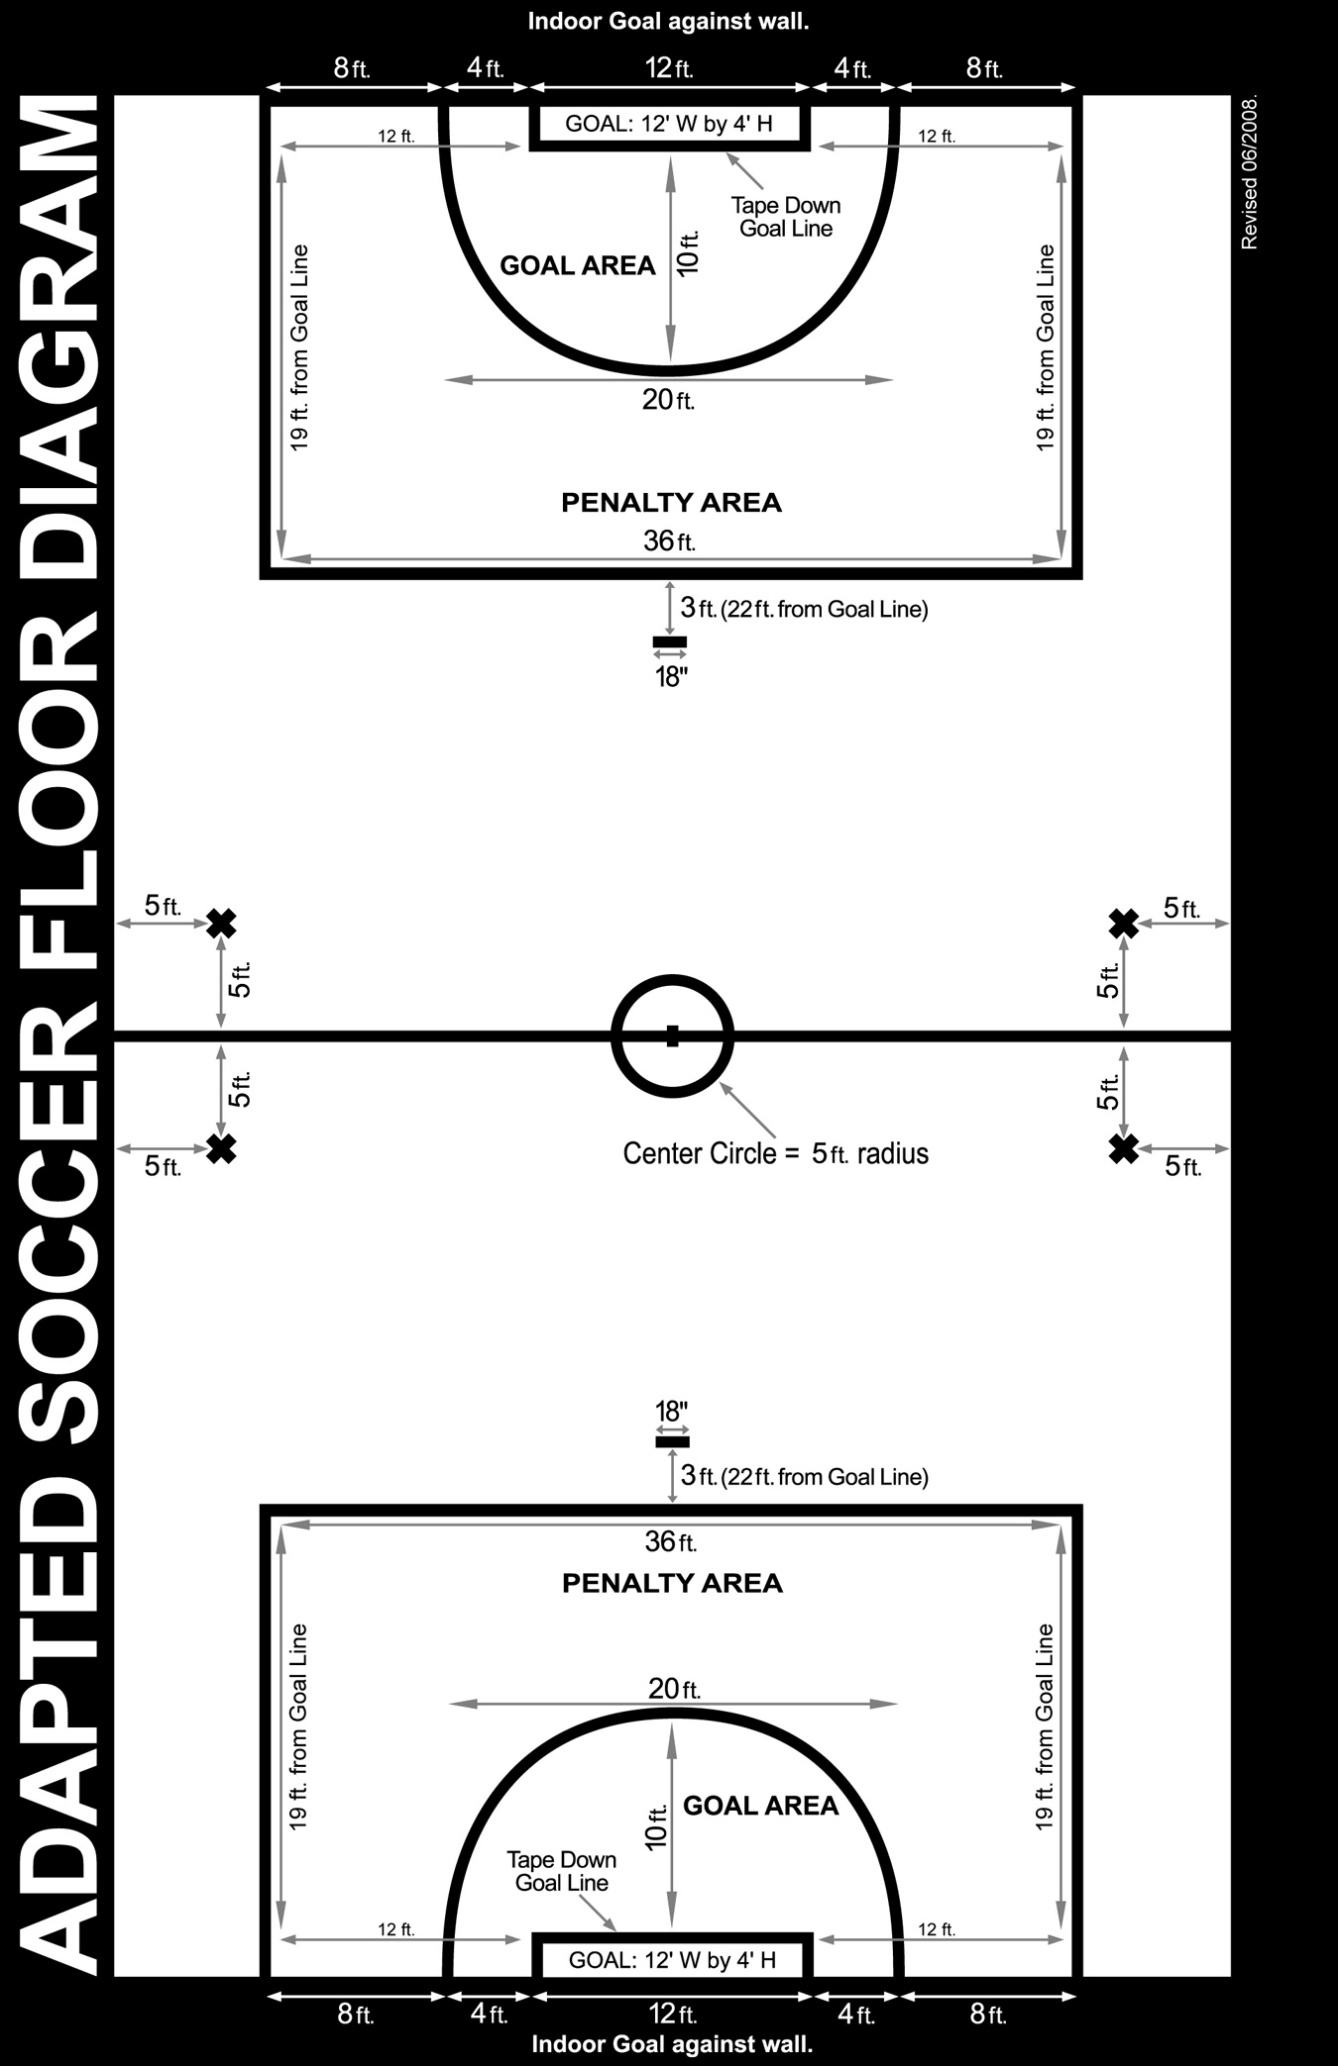 Indoor Goal against wall.
8 ft. 4 ft. 12 ft. 4 ft. 8 ft.
ADAPTED SOCCER FLOOR DIAGRAM
Revised 06/2008.
GOAL: 12' W by 4' H
12 ft. 12 ft.
Tape Down
Goal Line
10 ft.
GOAL AREA
19 ft. from Goal Line
19 ft. from Goal Line
20 ft.
PENALTY AREA
36 ft.
3 ft. (22 ft. from Goal Line)
18"
5 ft. 5 ft.
5 ft. 5 ft.
5 ft. 5 ft.
Center Circle = 5 ft. radius
5 ft. 5 ft.
18"
3 ft. (22 ft. from Goal Line)
36 ft.
PENALTY AREA
19 ft. from Goal Line
19 ft. from Goal Line
20 ft.
GOAL AREA
10 ft.
Tape Down
Goal Line
12 ft. 12 ft.
GOAL: 12' W by 4' H
8 ft. 4 ft. 12 ft. 4 ft. 8 ft.
Indoor Goal against wall.